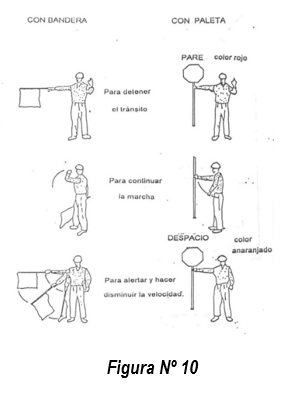 CON BANDERA
CON PALETA
PARE color rojo
Para detener
el tránsito
Para continuar
la marcha
DESPACIO color
anaranjado
Para alertar y hacer
disminuir la velocidad.
Figura Nº 10